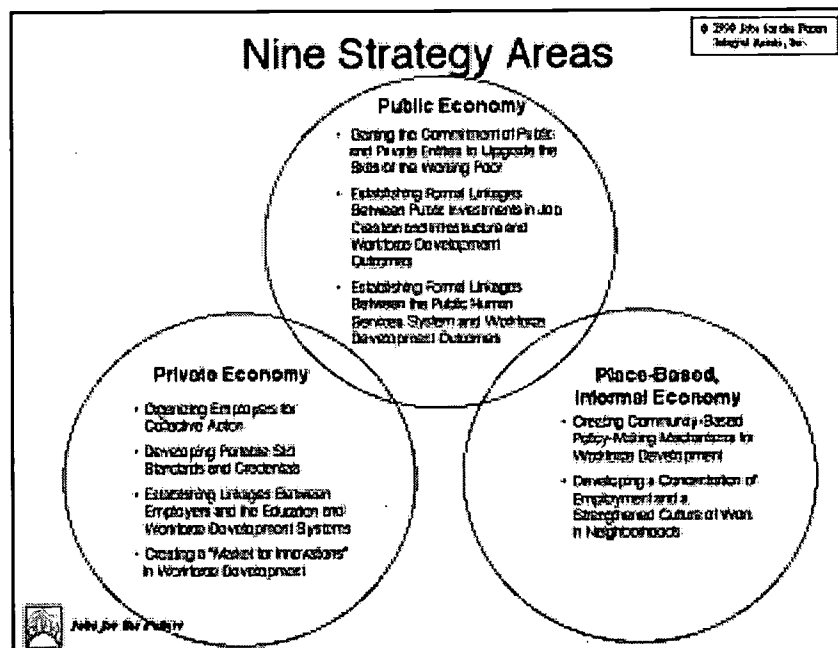 Nine Strategy Areas
Jobs for the Future
Public Economy
• Gaining the Commitment of Public
and Private Entities to Upgrade the
Skills of the Working Poor
• Establishing Formal Linkages
Between Public Investments in Job
Creation and Infrastructure and
Workforce Development
Outcomes
• Establishing Formal Linkages
Between the Public Human
Services System and Workforce
Development Outcomes
Private Economy
• Organizing Employers for
Collective Action
• Developing Portable Skill
Standards and Credentials
• Establishing Linkages Between
Employers and the Education and
Workforce Development Systems
• Creating a "Market for Innovations"
in Workforce Development
Place-Based,
Informal Economy
• Creating Community-Based
Policy-Making Mechanisms for
Workforce Development
• Developing a Concentration of
Employment and a
Strengthened Culture of Work
in Neighborhoods
Jobs for the Future